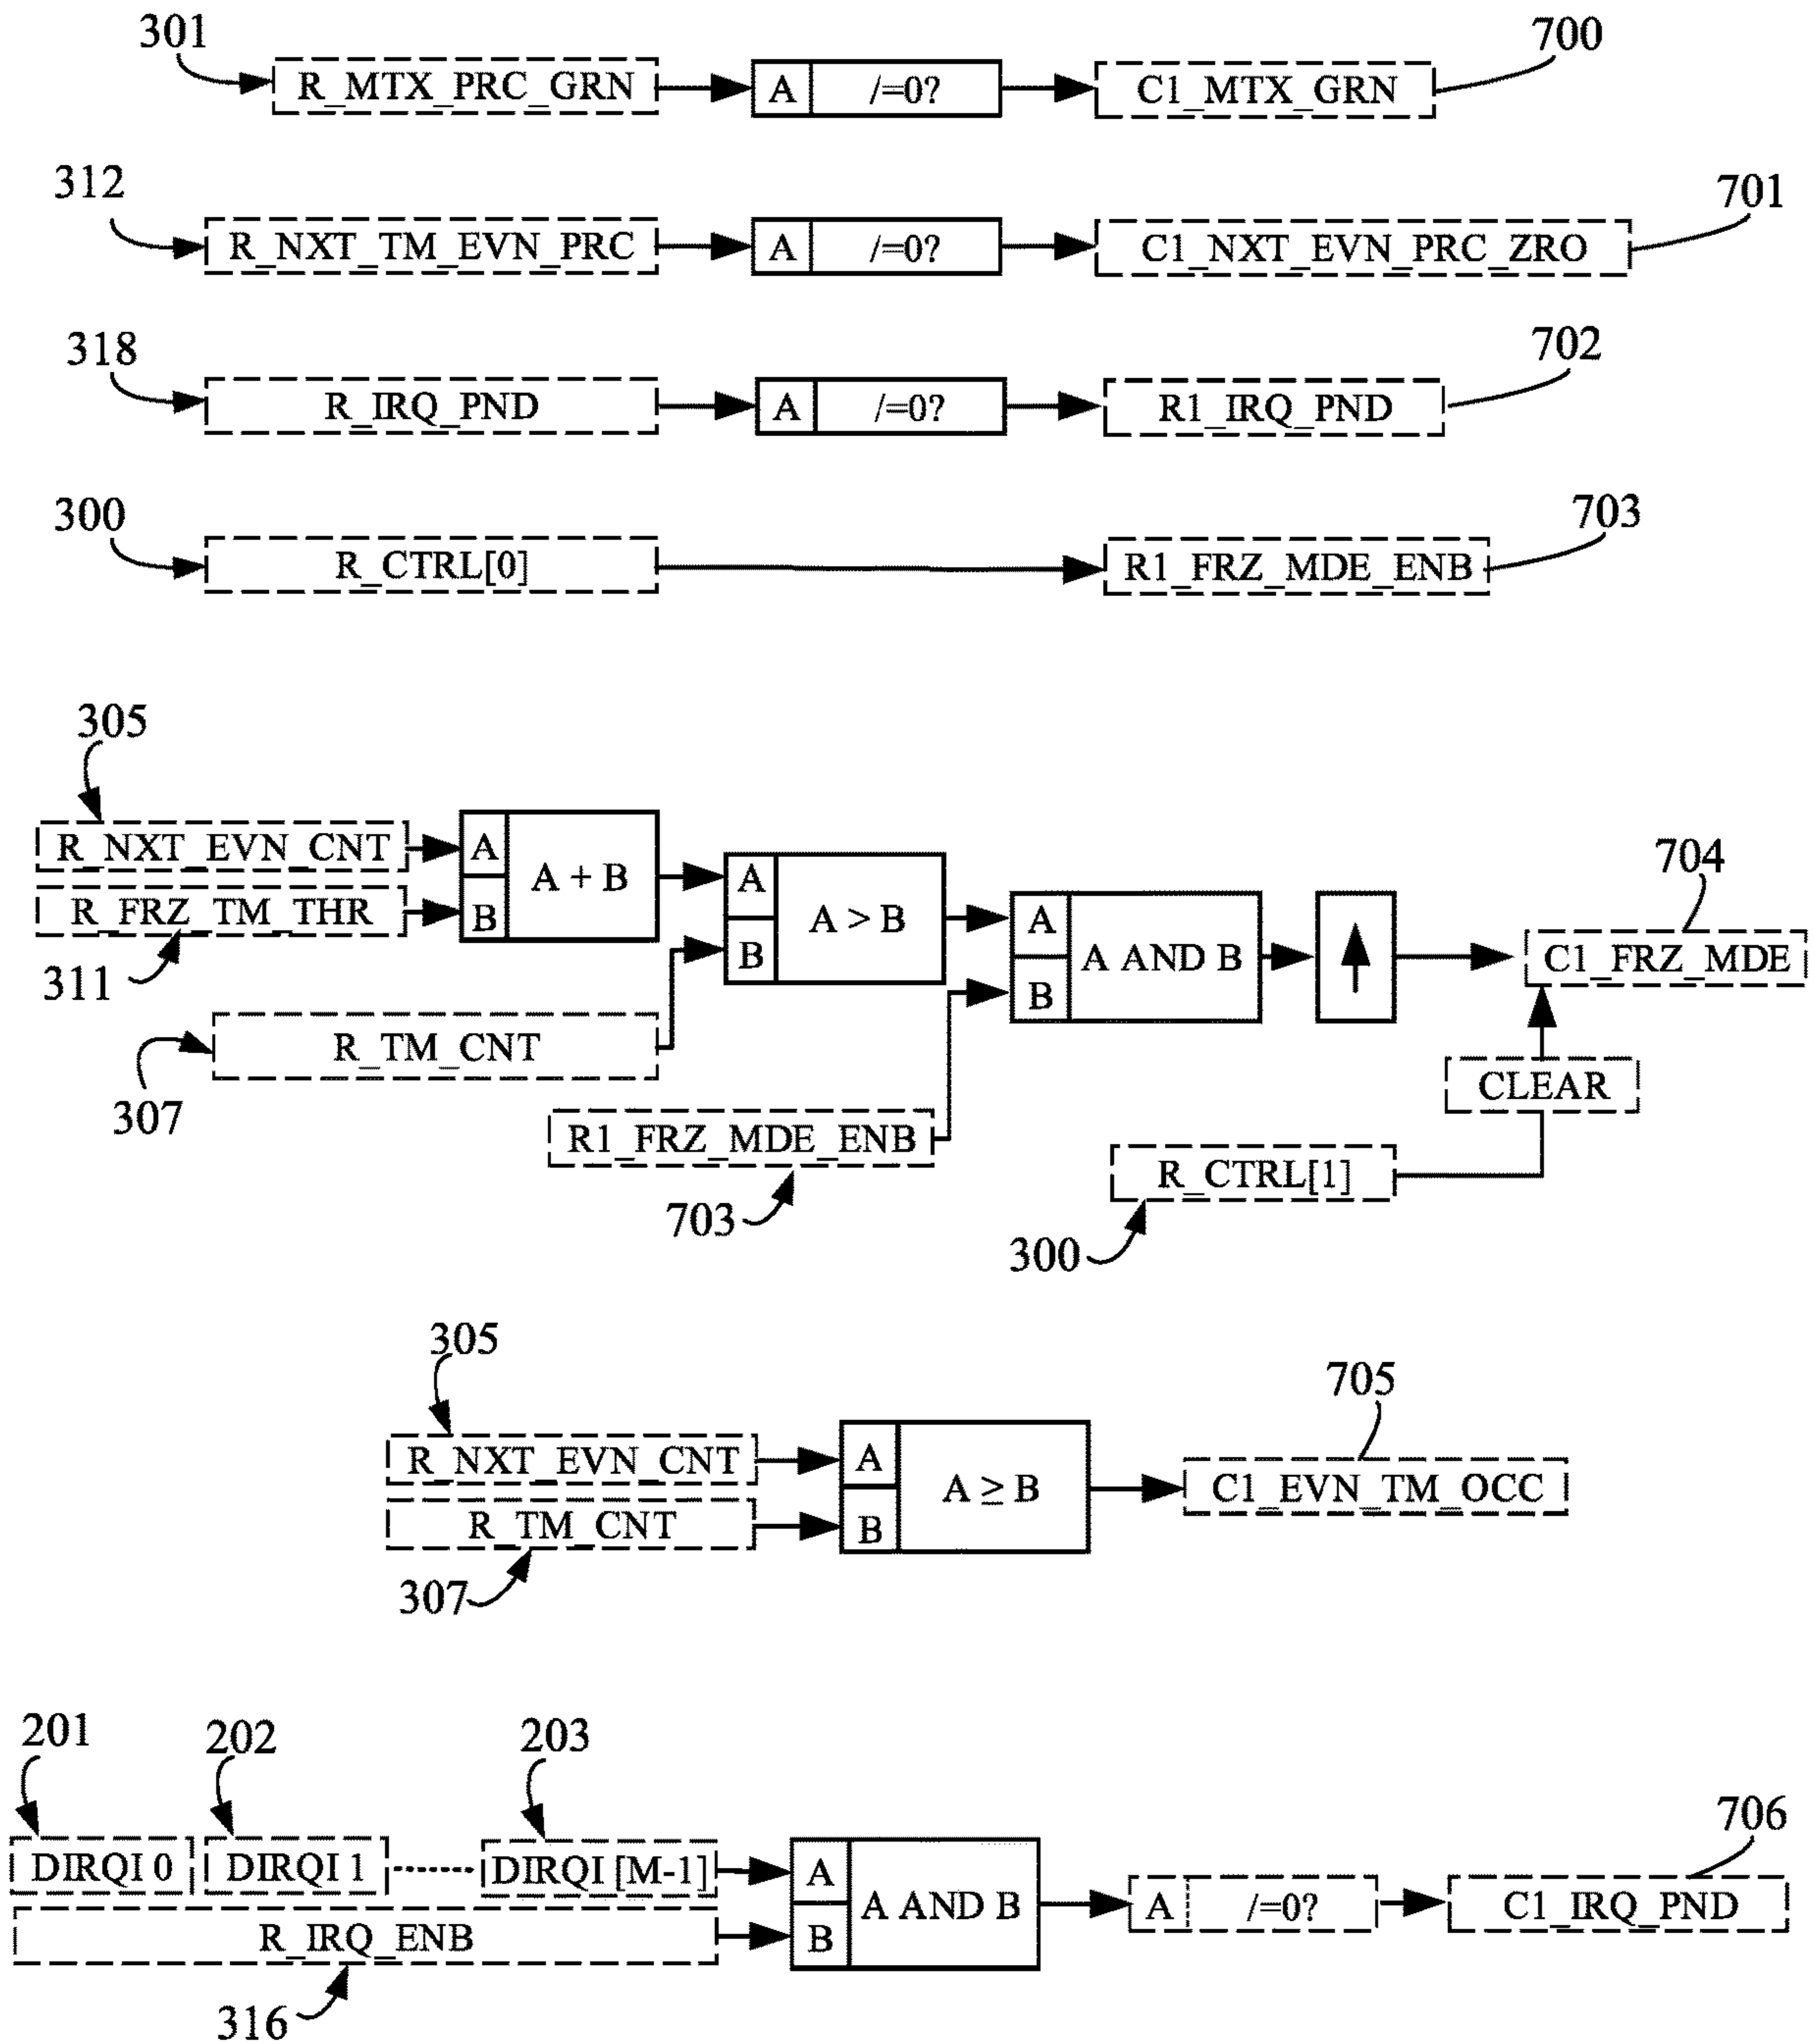 301
700
R_MTX_PRC_GRN
A
/=0?
C1_MTX_GRN
312
701
R_NXT_TM_EVN_PRC
A
/=0?
C1_NXT_EVN_PRC_ZRO
318
702
R_IRQ_PND
A
/=0?
R1_IRQ_PND
300
703
R_CTRL[0]
R1_FRZ_MDE_ENB
305
R_NXT_EVN_CNT
R_FRZ_TM_THR
311
A
B
A + B
A
B
A > B
R_TM_CNT
307
A
B
A AND B
R1_FRZ_MDE_ENB
703
704
C1_FRZ_MDE
CLEAR
R_CTRL[1]
300
305
R_NXT_EVN_CNT
R_TM_CNT
307
A
B
A ≥ B
705
C1_EVN_TM_OCC
201
202
203
DIRQI 0
DIRQI 1
DIRQI [M-1]
R_IRQ_ENB
316
A
B
A AND B
A
/=0?
706
C1_IRQ_PND